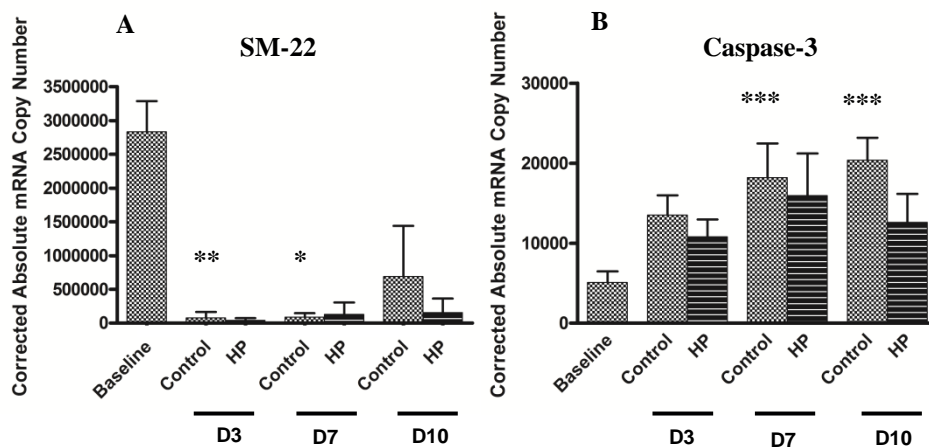 A
SM-22
Corrected Absolute mRNA Copy Number
3500000
3000000
2500000
2000000
1500000
1000000
500000
0
** *
Baseline Control HP Control HP Control HP
D3 D7 D10
B
Caspase-3
Corrected Absolute mRNA Copy Number
30000
20000
10000
0
*** ***
Baseline Control HP Control HP Control HP
D3 D7 D10